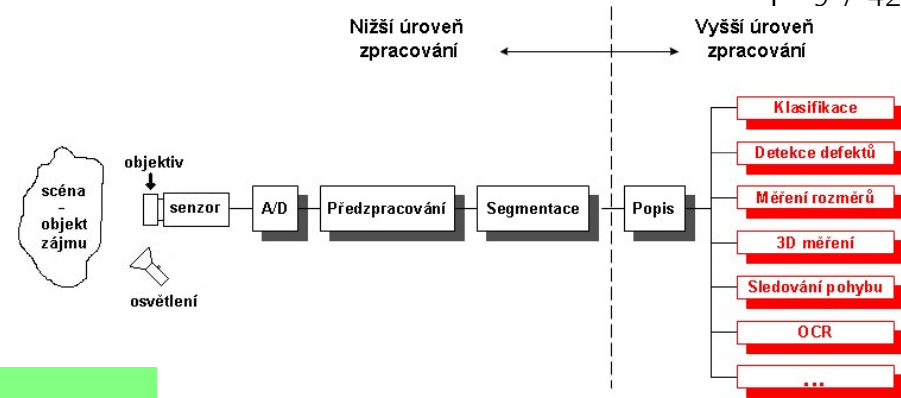 Nižší úroveň
zpracování
Vyšší úroveň
zpracování
scéna
–
objekt
zájmu
objektiv
senzor
osvětlení
A/D
Předzpracování
Segmentace
Popis
Klasifikace
Detekce defektů
Měření rozměrů
3D měření
Sledování pohybu
OCR
...